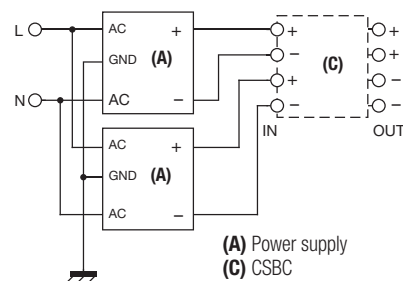 L AC + + +
GND (A) − (C) +
N AC − + −
− −
AC + IN OUT
GND (A)
AC −
(A) Power supply
(C) CSBC